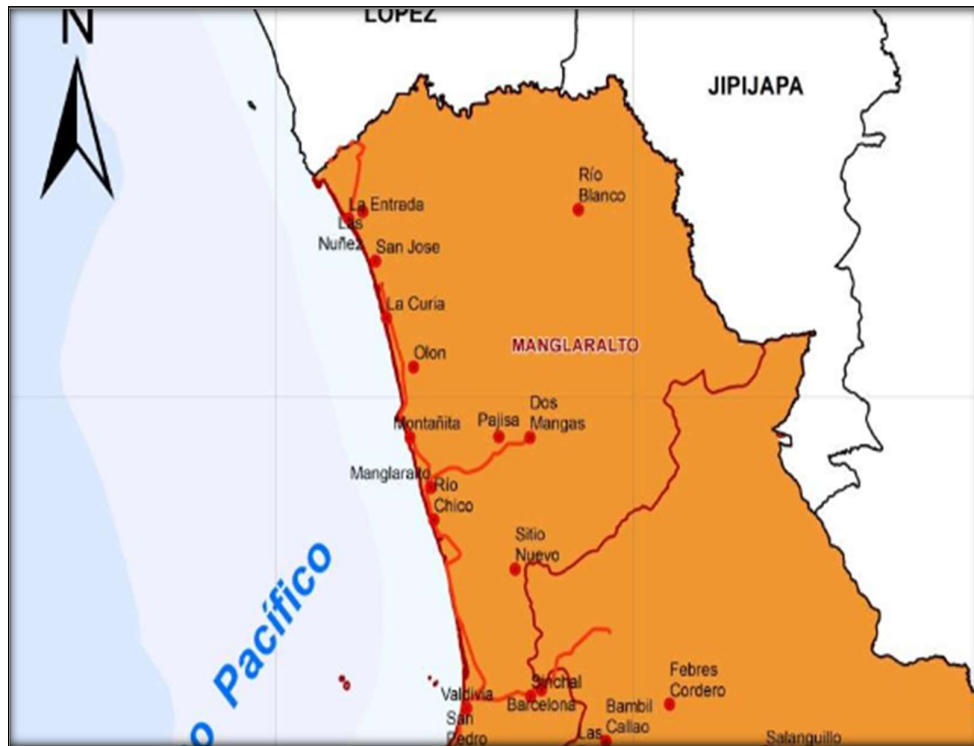 LOPEZ
N
JIPIJAPA
Río
Blanco
La Entrada
Las
Nuñez
San Jose
La Curia
Olon
MANGLARALTO
Dos
Mangas
Pajisa
Montañita
Manglaralto
Río
Chico
Sitio
Nuevo
o Pacífico
Febres
Cordero
Sinchal
Barcelona
Valdivia
San
Pedro
Bambil
Callao
Las
Salanguillo